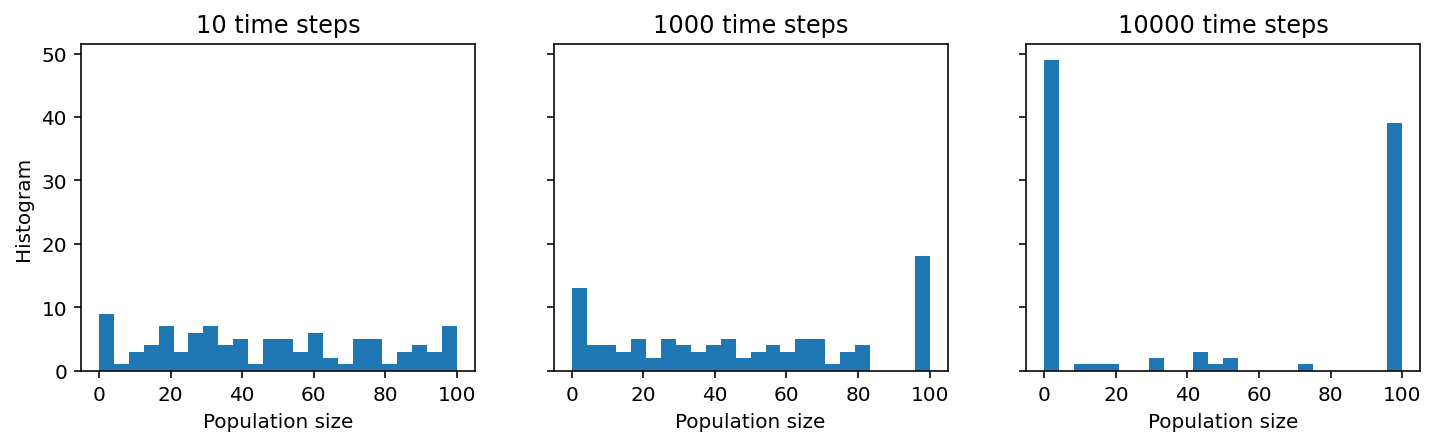 10 time steps
1000 time steps
10000 time steps
50
40
30
20
10
0
Histogram
0 20 40 60 80 100
0 20 40 60 80 100
0 20 40 60 80 100
Population size
Population size
Population size